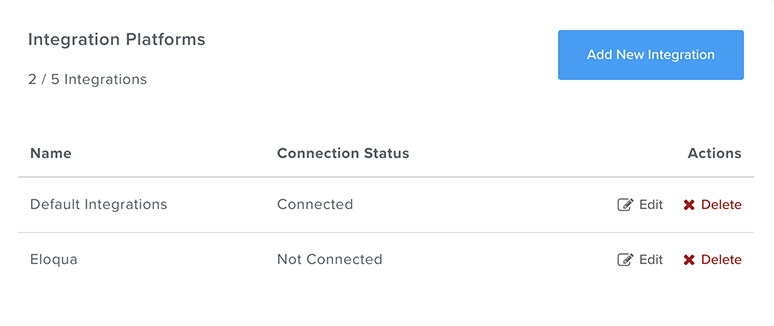 Integration Platforms
Add New Integration
2 / 5 Integrations
Name Connection Status Actions
Default Integrations Connected Edit Delete
Eloqua Not Connected Edit Delete